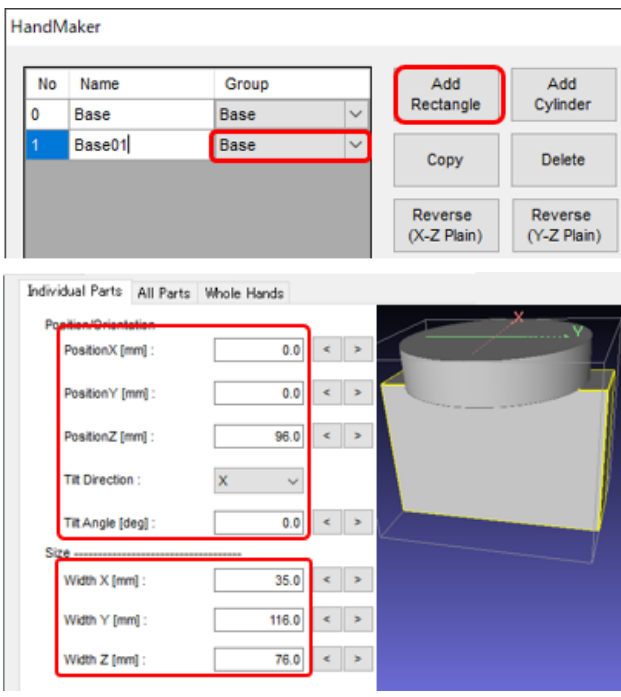 HandMaker
No Name Group
0 Base Base
1 Base01 Base
Add Rectangle
Add Cylinder
Copy
Delete
Reverse (X-Z Plain)
Reverse (Y-Z Plain)
Individual Parts All Parts Whole Hands
Position/Orientation
PositionX [mm] : 0.0 < >
PositionY [mm] : 0.0 < >
PositionZ [mm] : 96.0 < >
Tilt Direction : X
Tilt Angle [deg] : 0.0 < >
Size ------------------------------------
Width X [mm] : 35.0 < >
Width Y [mm] : 116.0 < >
Width Z [mm] : 76.0 < >
X
Y